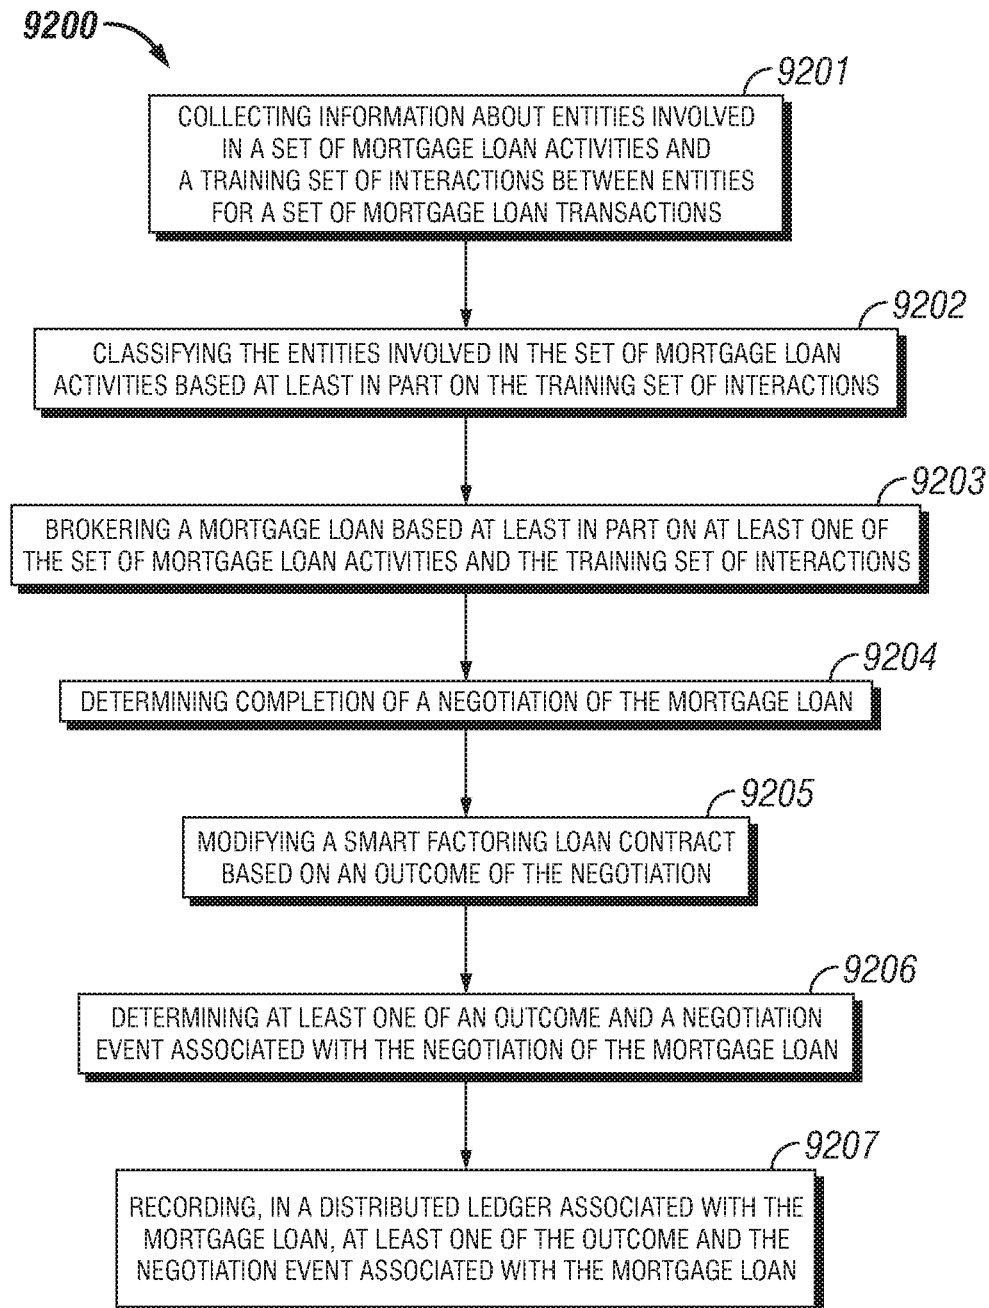 9200
9201
COLLECTING INFORMATION ABOUT ENTITIES INVOLVED
IN A SET OF MORTGAGE LOAN ACTIVITIES AND
A TRAINING SET OF INTERACTIONS BETWEEN ENTITIES
FOR A SET OF MORTGAGE LOAN TRANSACTIONS
9202
CLASSIFYING THE ENTITIES INVOLVED IN THE SET OF MORTGAGE LOAN
ACTIVITIES BASED AT LEAST IN PART ON THE TRAINING SET OF INTERACTIONS
9203
BROKERING A MORTGAGE LOAN BASED AT LEAST IN PART ON AT LEAST ONE OF
THE SET OF MORTGAGE LOAN ACTIVITIES AND THE TRAINING SET OF INTERACTIONS
9204
DETERMINING COMPLETION OF A NEGOTIATION OF THE MORTGAGE LOAN
9205
MODIFYING A SMART FACTORING LOAN CONTRACT
BASED ON AN OUTCOME OF THE NEGOTIATION
9206
DETERMINING AT LEAST ONE OF AN OUTCOME AND A NEGOTIATION
EVENT ASSOCIATED WITH THE NEGOTIATION OF THE MORTGAGE LOAN
9207
RECORDING, IN A DISTRIBUTED LEDGER ASSOCIATED WITH THE
MORTGAGE LOAN, AT LEAST ONE OF THE OUTCOME AND THE
NEGOTIATION EVENT ASSOCIATED WITH THE MORTGAGE LOAN